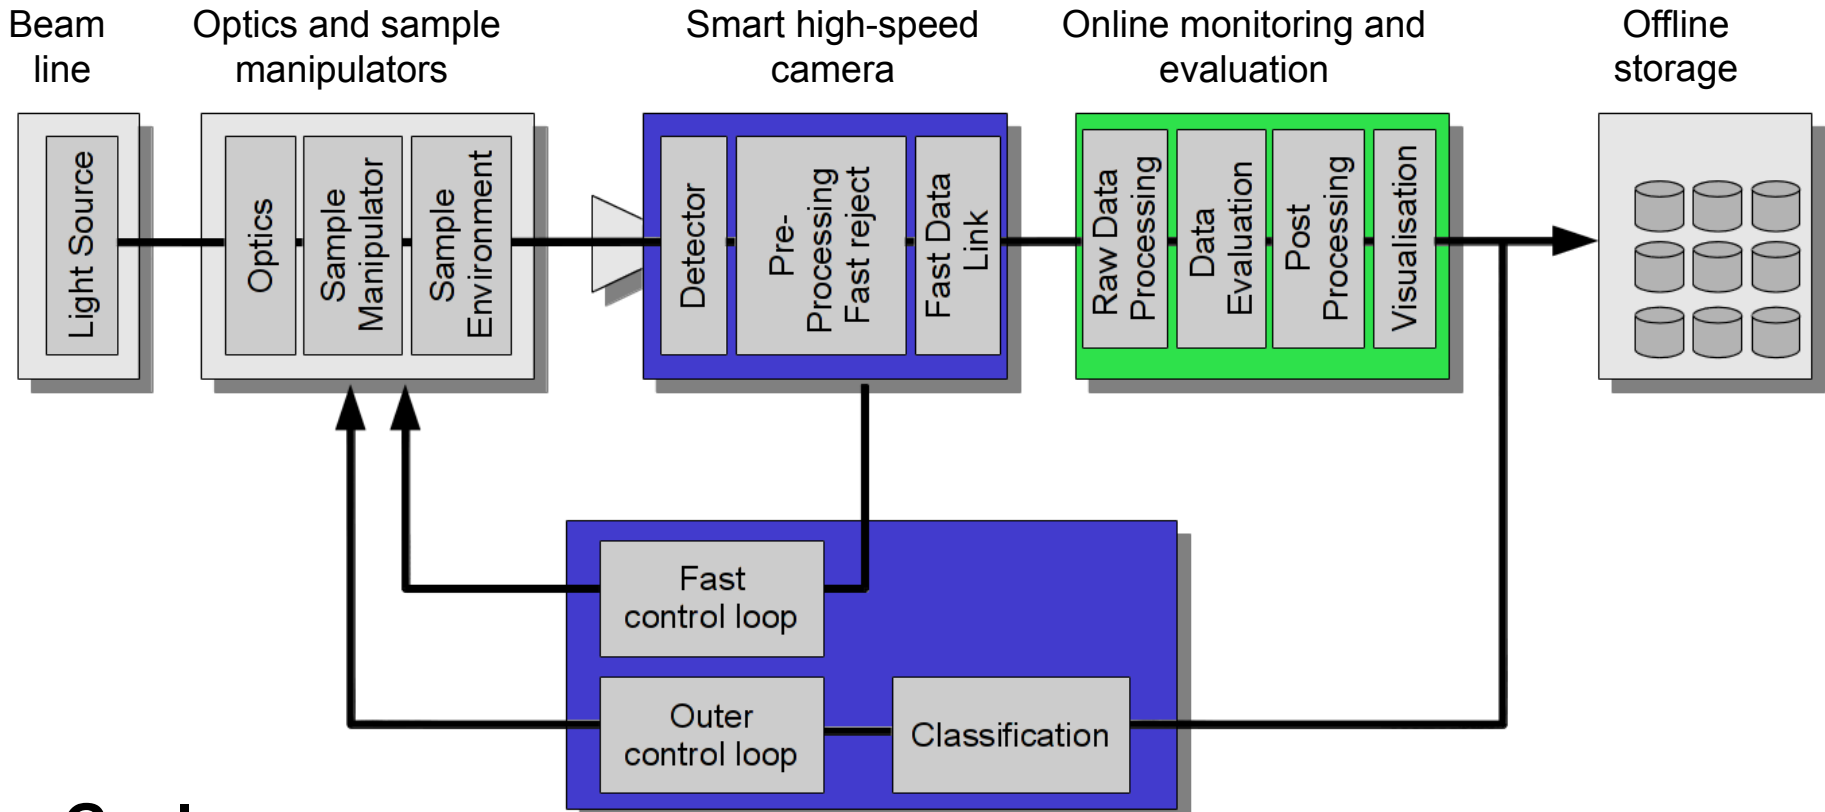 Beam
line
Optics and sample
manipulators
Smart high-speed
camera
Online monitoring and
evaluation
Offline
storage
Light Source
Optics
Sample
Manipulator
Sample
Environment
Detector
Pre-
Processing
Fast reject
Fast Data
Link
Raw Data
Processing
Data
Evaluation
Post
Processing
Visualisation
Fast
control loop
Outer
control loop
Classification